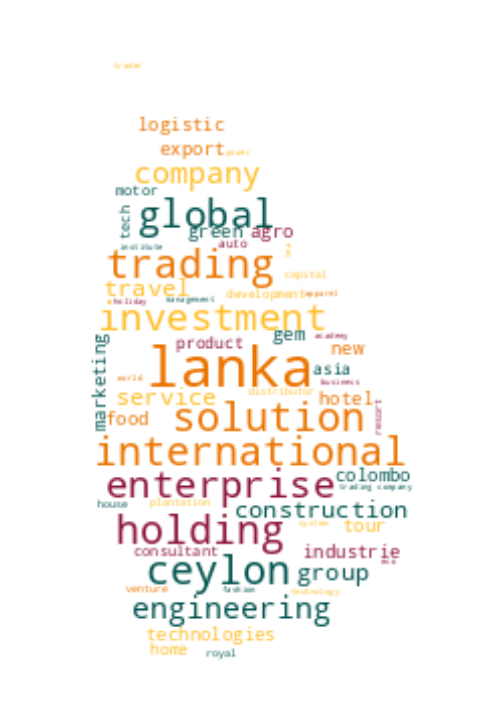 trader
logistic
export power
company
motor
tech
global
green agro
institute auto
trading
capital
travel
development apparel
holiday management
investment
gem academy
marketing
product new
lanka
asia
world business
service distributor hotel
resort
food solution
international
enterprise colombo
trading company
house plantation construction
holding system tour
consultant industrie
ceylon group
venture fashion technology
engineering
technologies
home royal